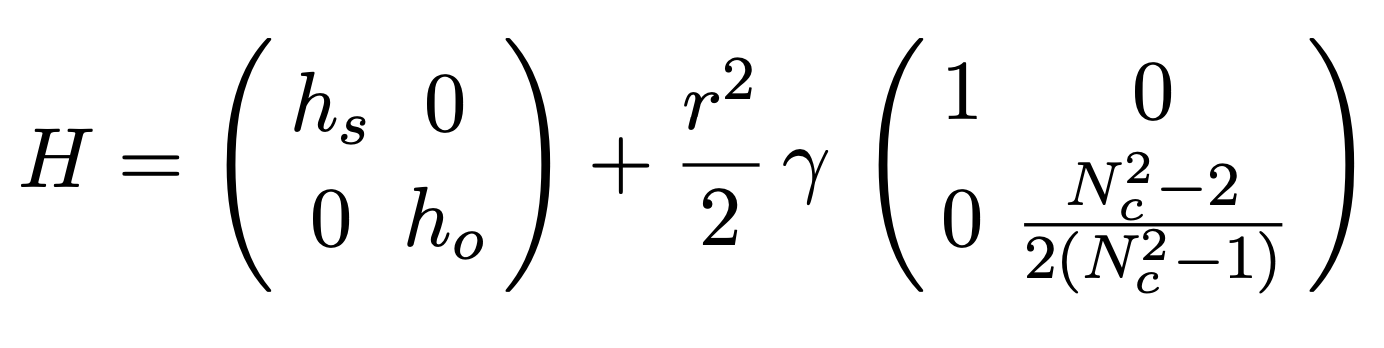 H = \begin{pmatrix} h_s & 0 \\ 0 & h_o \end{pmatrix} + \frac{r^2}{2} \gamma \begin{pmatrix} 1 & 0 \\ 0 & \frac{N_c^2-2}{2(N_c^2-1)} \end{pmatrix}